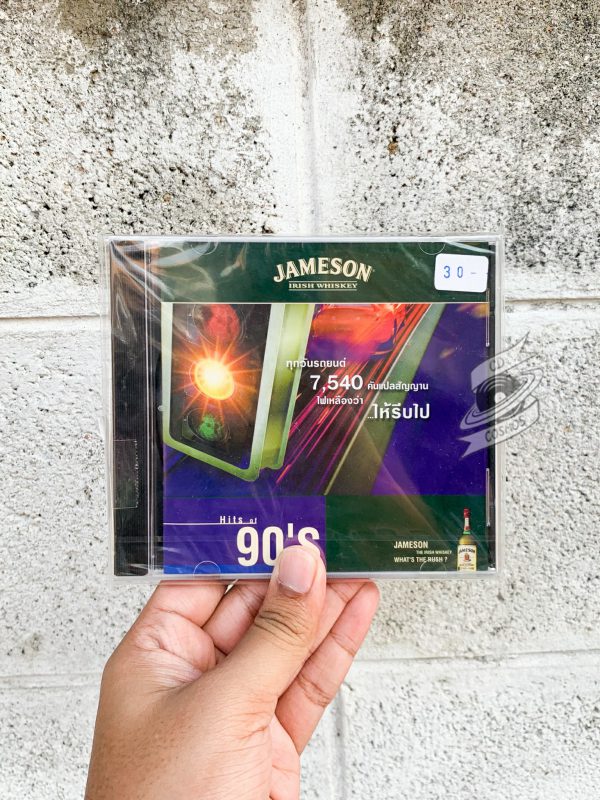 JAMESON
IRISH WHISKEY
30-
ทุกวันรถยนต์
7,540 คันแปลสัญญาน
ไฟเหลืองว่า
...ให้รีบไป
Hits of
90's
JAMESON
THE IRISH WHISKEY
WHAT'S THE RUSH ?